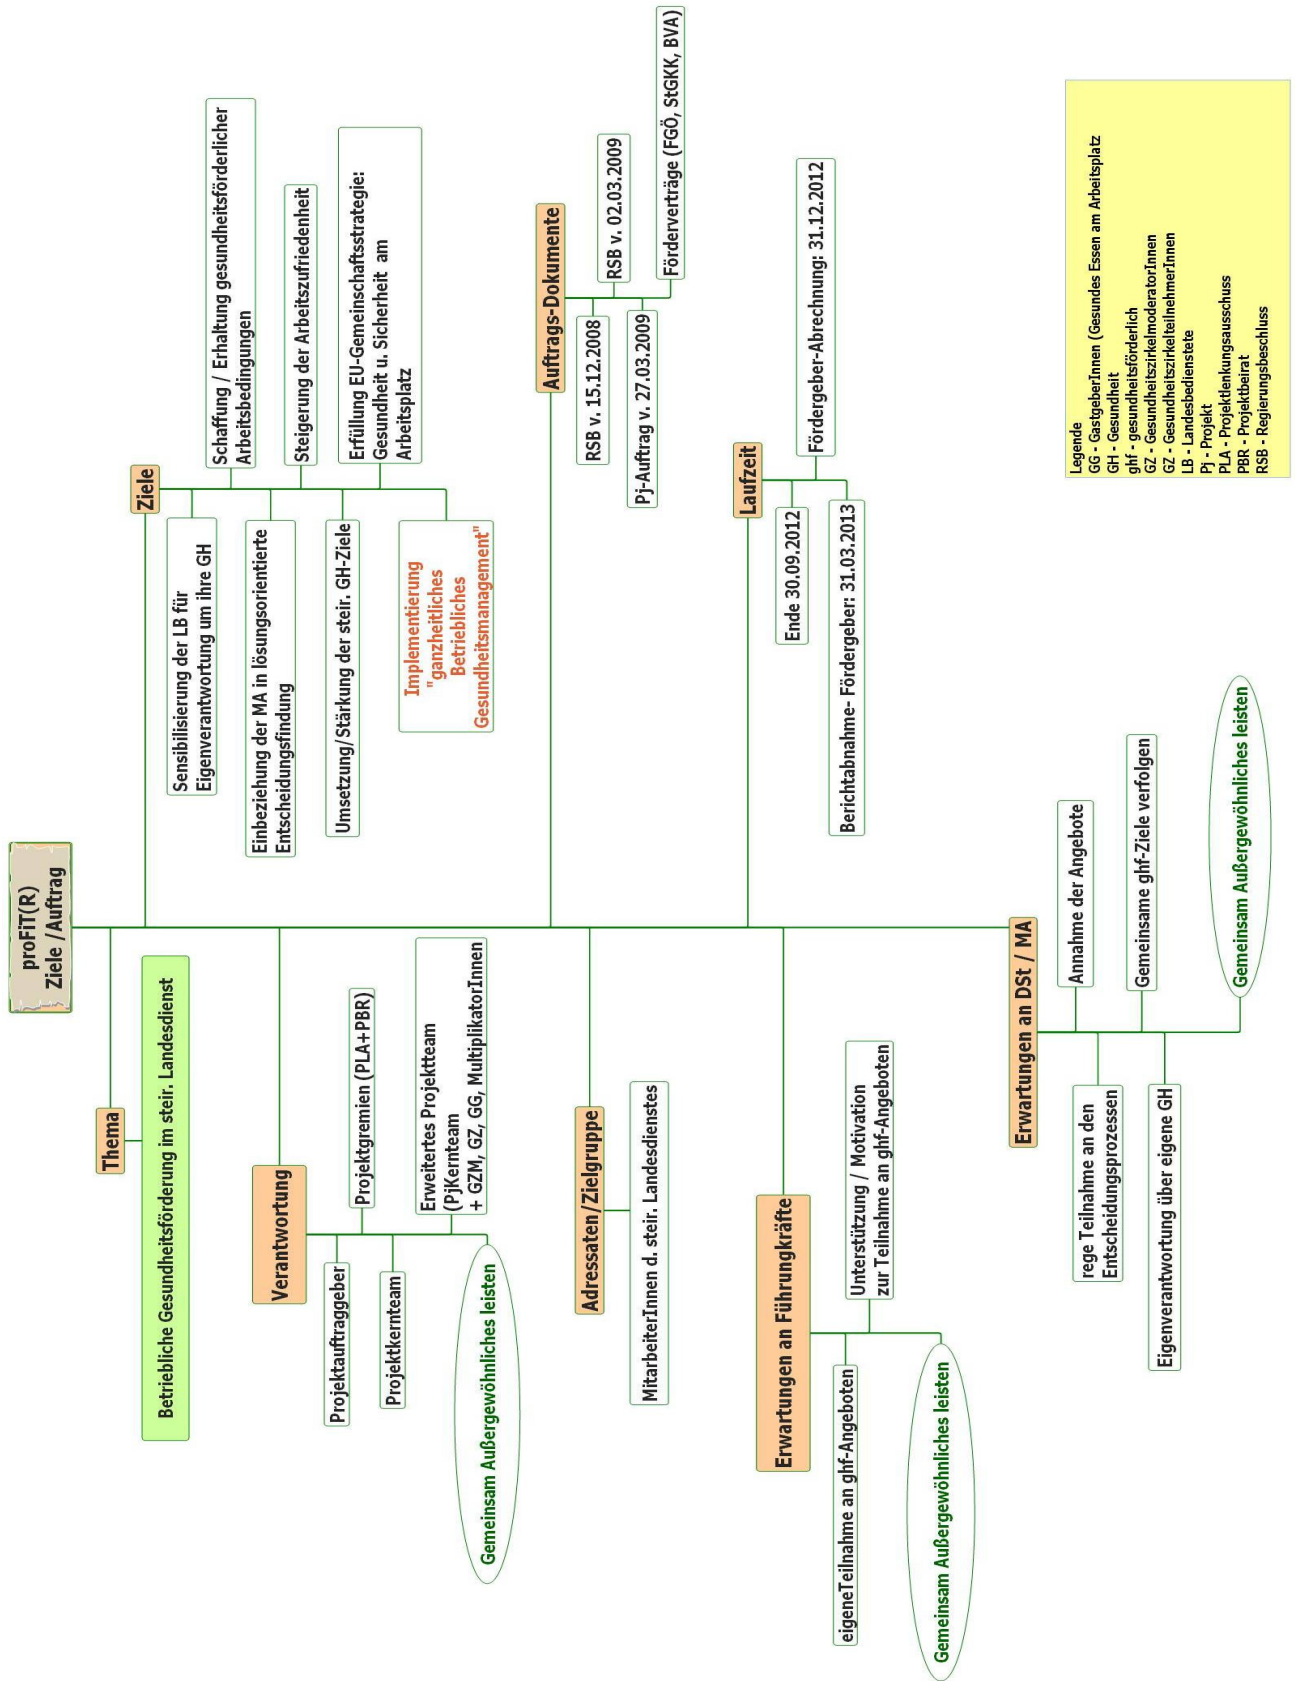 proFiT(R)
Ziele /Auftrag
Thema
Betriebliche Gesundheitsförderung im steir. Landesdienst
Ziele
Sensibilisierung der LB für
Eigenverantwortung um ihre GH
Schaffung / Erhaltung gesundheitsförderlicher
Arbeitsbedingungen
Einbeziehung der MA in lösungsorientierte
Entscheidungsfindung
Steigerung der Arbeitszufriedenheit
Umsetzung/Stärkung der steir. GH-Ziele
Erfüllung EU-Gemeinschaftsstrategie:
Gesundheit u. Sicherheit am
Arbeitsplatz
Implementierung
"ganzheitliches
Betriebliches
Gesundheitsmanagement"
Verantwortung
Projektauftraggeber
Projektgremien (PLA+PBR)
Projektkernteam
Erweitertes Projektteam
(PjKernteam
+ GZM, GZ, GG, MultiplikatorInnen
Gemeinsam Außergewöhnliches leisten
Auftrags-Dokumente
RSB v. 15.12.2008
RSB v. 02.03.2009
Pj-Auftrag v. 27.03.2009
Förderverträge (FGÖ, StGKK, BVA)
Adressaten/Zielgruppe
MitarbeiterInnen d. steir. Landesdienstes
Laufzeit
Ende 30.09.2012
Fördergeber-Abrechnung: 31.12.2012
Berichtabnahme- Fördergeber: 31.03.2013
Erwartungen an Führungkräfte
eigeneTeilnahme an ghf-Angeboten
Unterstützung / Motivation
zur Teilnahme an ghf-Angeboten
Gemeinsam Außergewöhnliches leisten
Erwartungen an DSt / MA
Annahme der Angebote
rege Teilnahme an den
Entscheidungsprozessen
Gemeinsame ghf-Ziele verfolgen
Eigenverantwortung über eigene GH
Gemeinsam Außergewöhnliches leisten
Legende
GG - GastgeberInnen (Gesundes Essen am Arbeitsplatz
GH - Gesundheit
ghf - gesundheitsförderlich
GZ - GesundheitszirkelmoderatorInnen
GZ - GesundheitszirkelteilnehmerInnen
LB - Landesbedienstete
Pj - Projekt
PLA - Projektlenkungsausschuss
PBR - Projektbeirat
RSB - Regierungsbeschluss